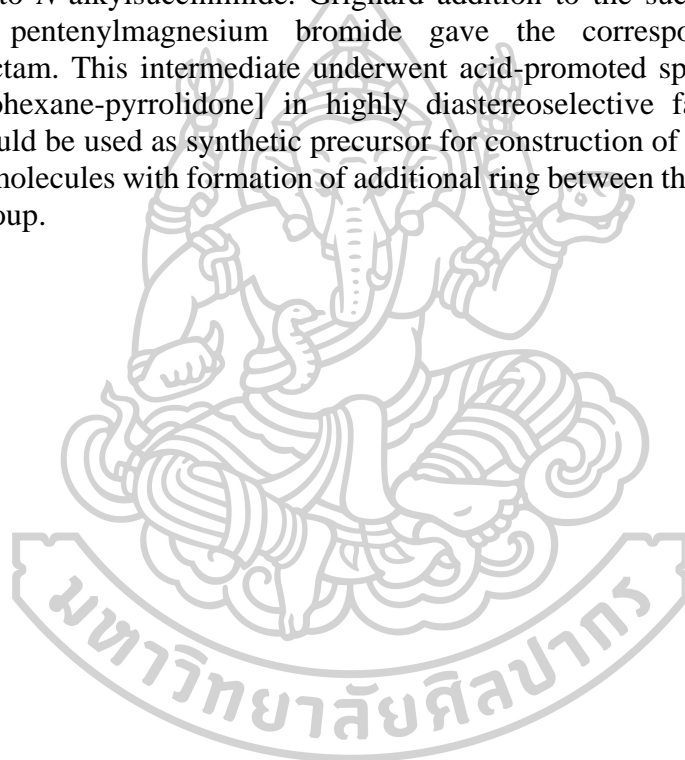 to N-alkylsuccinimide. Grignard addition to the suc
pentenylmagnesium bromide gave the correspo
ctam. This intermediate underwent acid-promoted sp
ohexane-pyrrolidone] in highly diastereoselective fa
uld be used as synthetic precursor for construction of
molecules with formation of additional ring between th
oup.
มหาวิทยาลัยศิลปากร